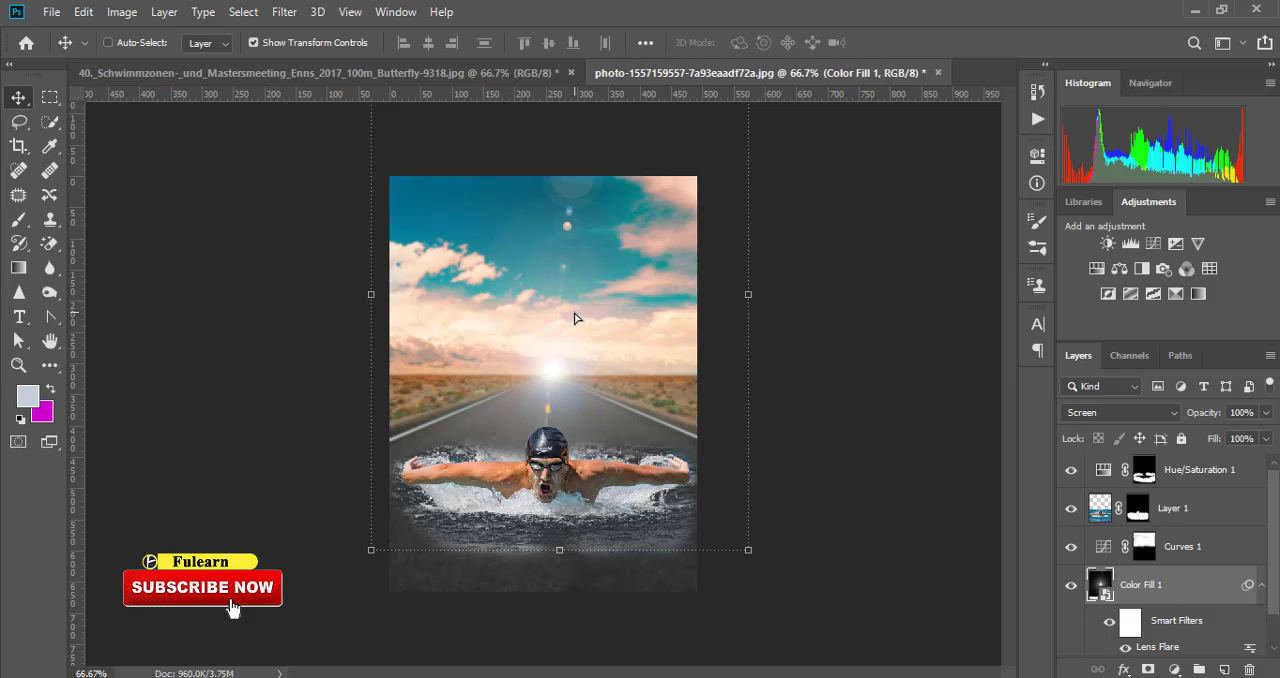 Ps File Edit Image Layer Type Select Filter 3D View Window Help
Auto-Select: Layer Show Transform Controls 3D Mode:
40._Schwimmzonen-_und_Mastersmeeting_Enns_2017_100m_Butterfly-9318.jpg @ 66.7% (RGB/8) * × photo-1557159557-7a93eaadf72a.jpg @ 66.7% (Color Fill 1, RGB/8) * ×
Histogram Navigator
Libraries Adjustments
Add an adjustment
Layers Channels Paths
Kind
Screen Opacity: 100%
Lock: Fill: 100%
Hue/Saturation 1
Layer 1
Curves 1
Color Fill 1
Smart Filters
Lens Flare
Fulearn
SUBSCRIBE NOW
66.67% Doc: 960.0K/3.75M